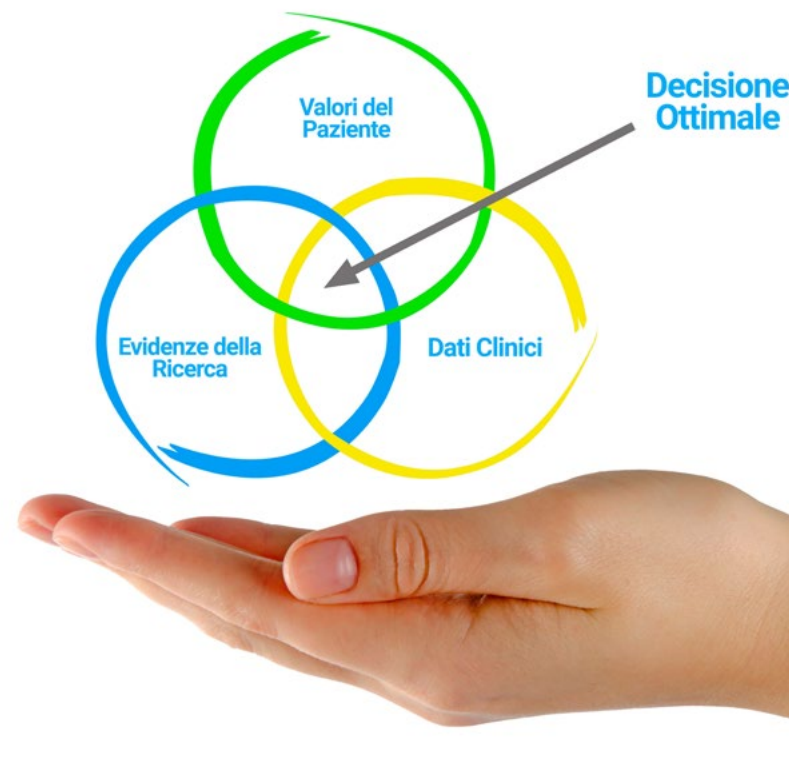 Valori del
Paziente
Decisione
Ottimale
Evidenze della
Ricerca
Dati Clinici